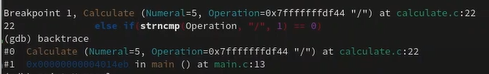 Breakpoint 1, Calculate (Numeral=5, Operation=0x7fffffffdf44 "/") at calculate.c:22
22 else if(strncmp(Operation, "/", 1) == 0)
(gdb) backtrace
#0 Calculate (Numeral=5, Operation=0x7fffffffdf44 "/") at calculate.c:22
#1 0x00000000004014eb in main () at main.c:13